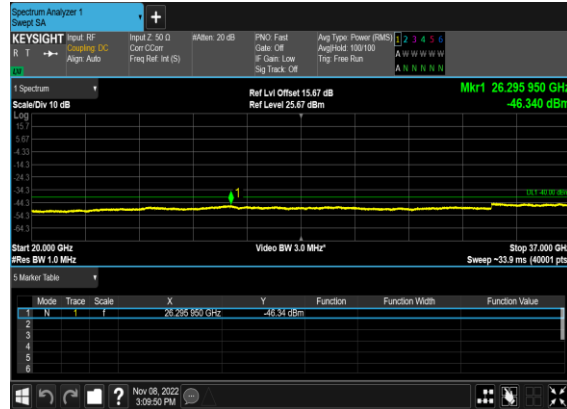 Spectrum Analyzer 1
Swept SA
+
KEYSIGHT Input: RF Input Z: 50 Ω #Atten: 20 dB PNO: Fast Avg Type: Power (RMS) 1 2 3 4 5 6
R T Coupling: DC Corr CCorr Gate: Off Avg|Hold: 100/100 A W W W W W
Align: Auto Freq Ref: Int (S) IF Gain: Low Trig: Free Run
Sig Track: Off A N N N N N
1 Spectrum Ref Lvl Offset 15.67 dB Mkr1 26.295 950 GHz
Scale/Div 10 dB Ref Level 25.67 dBm -46.340 dBm
Log
15.7
5.67
-4.33
-14.3
-24.3
-34.3
1
DL1 -40.00 dBm
-44.3
-54.3
-64.3
Start 20.000 GHz Video BW 3.0 MHz* Stop 37.000 GHz
#Res BW 1.0 MHz Sweep ~33.9 ms (40001 pts)
5 Marker Table
Mode Trace Scale X Y Function Function Width Function Value
1 N 1 f 26.295 950 GHz -46.34 dBm
2
3
4
5
6
? Nov 08, 2022
3:09:50 PM